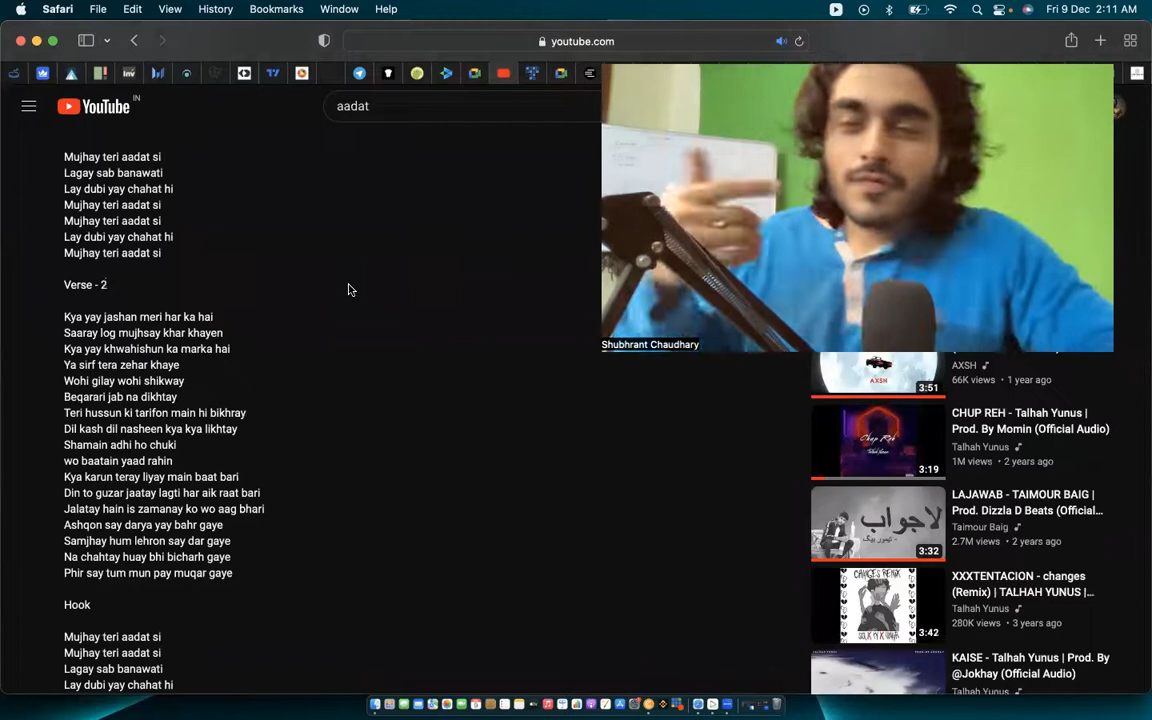 Safari File Edit View History Bookmarks Window Help
Fri 9 Dec 2:11 AM
youtube.com
inv
YouTube IN
aadat
Mujhay teri aadat si
Lagay sab banawati
Lay dubi yay chahat hi
Mujhay teri aadat si
Mujhay teri aadat si
Lay dubi yay chahat hi
Mujhay teri aadat si
Verse - 2
Kya yay jashan meri har ka hai
Saaray log mujhsay khar khayen
Kya yay khwahishun ka marka hai
Ya sirf tera zehar khaye
Wohi gilay wohi shikway
Beqarari jab na dikhtay
Teri hussun ki tarifon main hi bikhray
Dil kash dil nasheen kya kya likhtay
Shamain adhi ho chuki
wo baatain yaad rahin
Kya karun teray liyay main baat bari
Din to guzar jaatay lagti har aik raat bari
Jalatay hain is zamanay ko wo aag bhari
Ashqon say darya yay bahr gaye
Samjhay hum lehron say dar gaye
Na chahtay huay bhi bicharh gaye
Phir say tum mun pay muqar gaye
Hook
Mujhay teri aadat si
Mujhay teri aadat si
Lagay sab banawati
Lay dubi yay chahat hi
Shubhrant Chaudhary
AXSH
3:51
AXSH
66K views • 1 year ago
Chup Reh
3:19
CHUP REH - Talhah Yunus |
Prod. By Momin (Official Audio)
Talhah Yunus
1M views • 2 years ago
لاجواب
تیمور بیگ
3:32
LAJAWAB - TAIMOUR BAIG |
Prod. Dizzla D Beats (Official...
Taimour Baig
2.7M views • 2 years ago
CHANGES REMIX
3:42
XXXTENTACION - changes
(Remix) | TALHAH YUNUS |...
Talhah Yunus
280K views • 3 years ago
KAISE - Talhah Yunus | Prod. By
@Jokhay (Official Audio)
Talhah Yunus